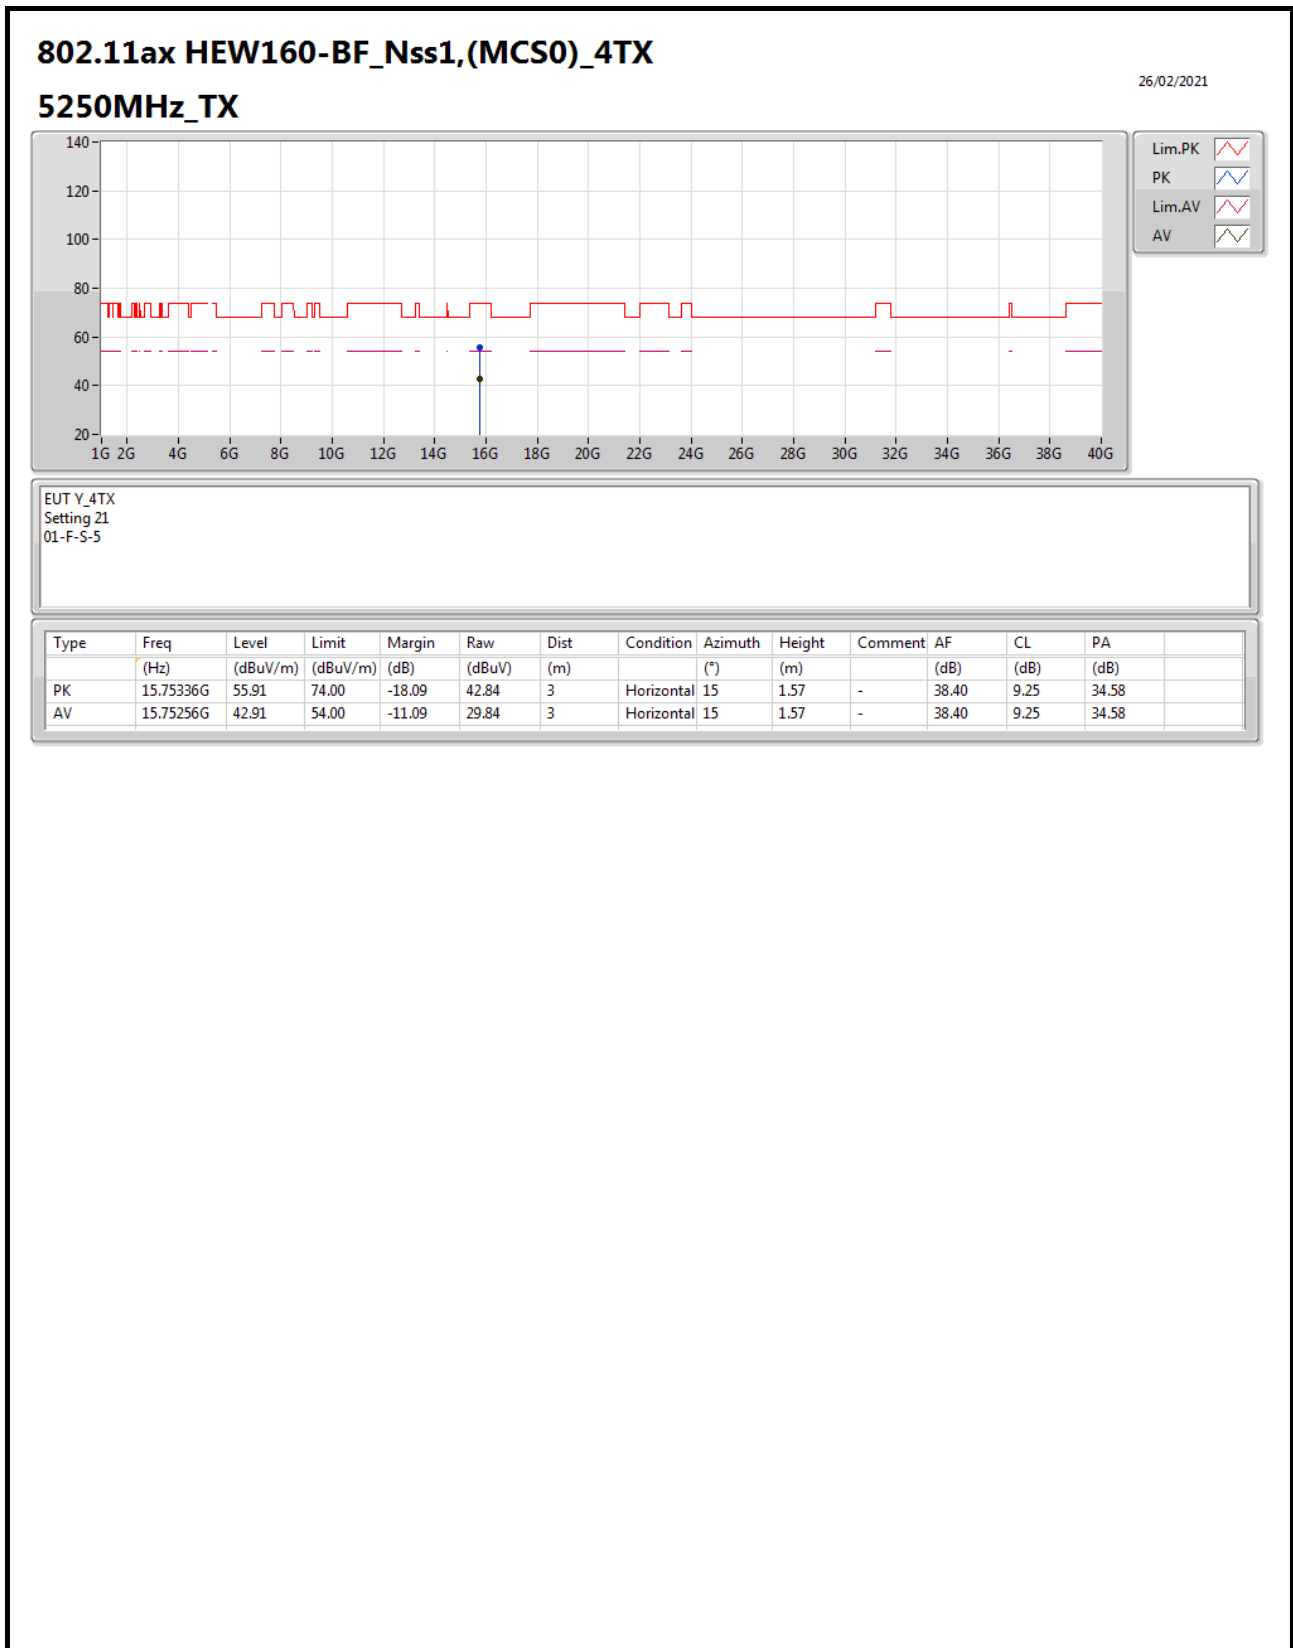 802.11ax HEW160-BF_Nss1,(MCS0)_4TX
26/02/2021
5250MHz_TX
140
120
100
80
60
40
20
1G 2G 4G 6G 8G 10G 12G 14G 16G 18G 20G 22G 24G 26G 28G 30G 32G 34G 36G 38G 40G
Lim.PK
PK
Lim.AV
AV
EUT Y_4TX
Setting 21
01-F-S-5
Type Freq Level Limit Margin Raw Dist Condition Azimuth Height Comment AF CL PA
(Hz) (dBuV/m) (dBuV/m) (dB) (dBuV) (m) (°) (m) (dB) (dB) (dB)
PK 15.75336G 55.91 74.00 -18.09 42.84 3 Horizontal 15 1.57 - 38.40 9.25 34.58
AV 15.75256G 42.91 54.00 -11.09 29.84 3 Horizontal 15 1.57 - 38.40 9.25 34.58